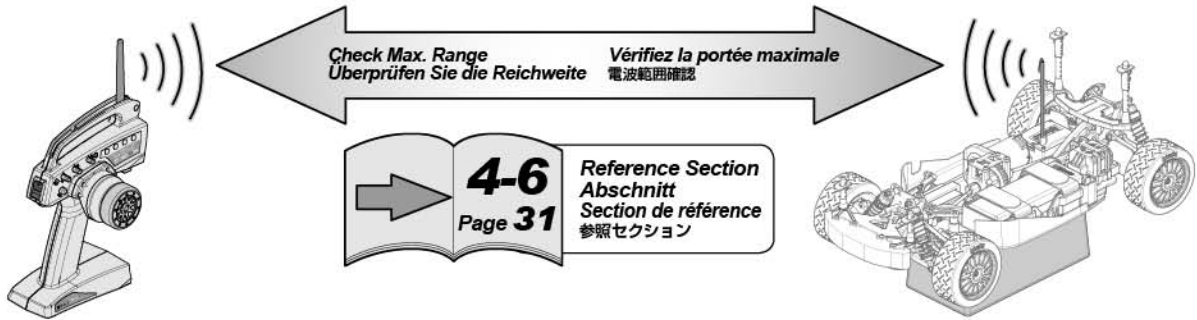 Check Max. Range
Überprüfen Sie die Reichweite
Vérifiez la portée maximale
電波範囲確認
4-6
Page 31
Reference Section
Abschnitt
Section de référence
参照セクション